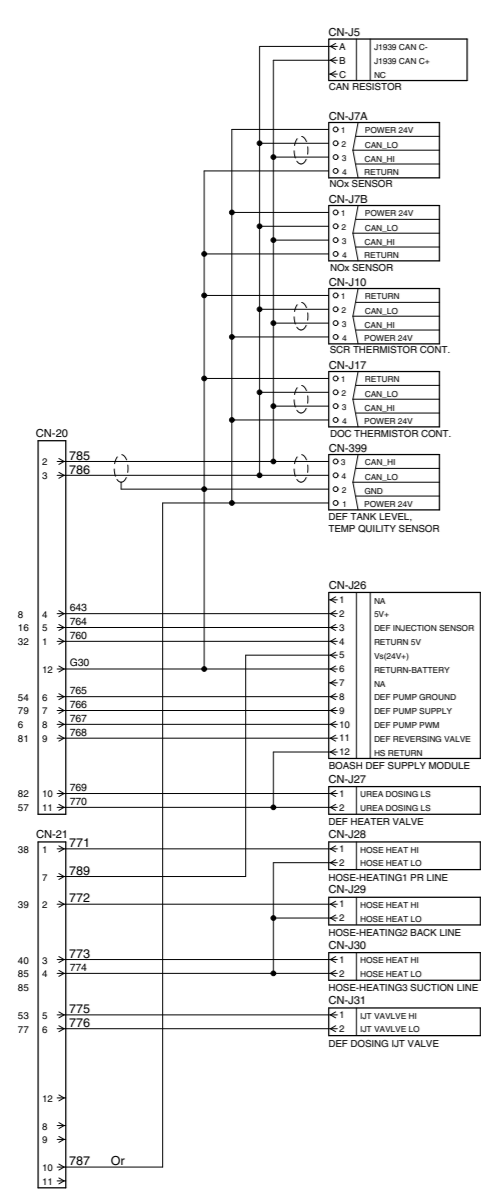 CN-J5
A J1939 CAN C-
B J1939 CAN C+
C NC
CAN RESISTOR
CN-J7A
1 POWER 24V
2 CAN_LO
3 CAN_HI
4 RETURN
NOx SENSOR
CN-J7B
1 POWER 24V
2 CAN_LO
3 CAN_HI
4 RETURN
NOx SENSOR
CN-J10
1 RETURN
2 CAN_LO
3 CAN_HI
4 POWER 24V
SCR THERMISTOR CONT.
CN-J17
1 RETURN
2 CAN_LO
3 CAN_HI
4 POWER 24V
DOC THERMISTOR CONT.
CN-399
3 CAN_HI
4 CAN_LO
2 GND
1 POWER 24V
DEF TANK LEVEL,
TEMP QUILITY SENSOR
CN-20
2 785
3 786
8 4 643
16 5 764
32 1 760
12 G30
54 6 765
79 7 766
6 8 767
81 9 768
82 10 769
57 11 770
CN-J26
1 NA
2 5V+
3 DEF INJECTION SENSOR
4 RETURN 5V
5 Vs(24V+)
6 RETURN-BATTERY
7 NA
8 DEF PUMP GROUND
9 DEF PUMP SUPPLY
10 DEF PUMP PWM
11 DEF REVERSING VALVE
12 HS RETURN
BOASH DEF SUPPLY MODULE
CN-J27
1 UREA DOSING LS
2 UREA DOSING LS
DEF HEATER VALVE
CN-21
38 1 771
7 789
39 2 772
40 3 773
85 4 774
85
53 5 775
77 6 776
12
8
9
10 787 Or
11
CN-J28
1 HOSE HEAT HI
2 HOSE HEAT LO
HOSE-HEATING1 PR LINE
CN-J29
1 HOSE HEAT HI
2 HOSE HEAT LO
HOSE-HEATING2 BACK LINE
CN-J30
1 HOSE HEAT HI
2 HOSE HEAT LO
HOSE-HEATING3 SUCTION LINE
CN-J31
1 IJT VAVLVE HI
2 IJT VAVLVE LO
DEF DOSING IJT VALVE